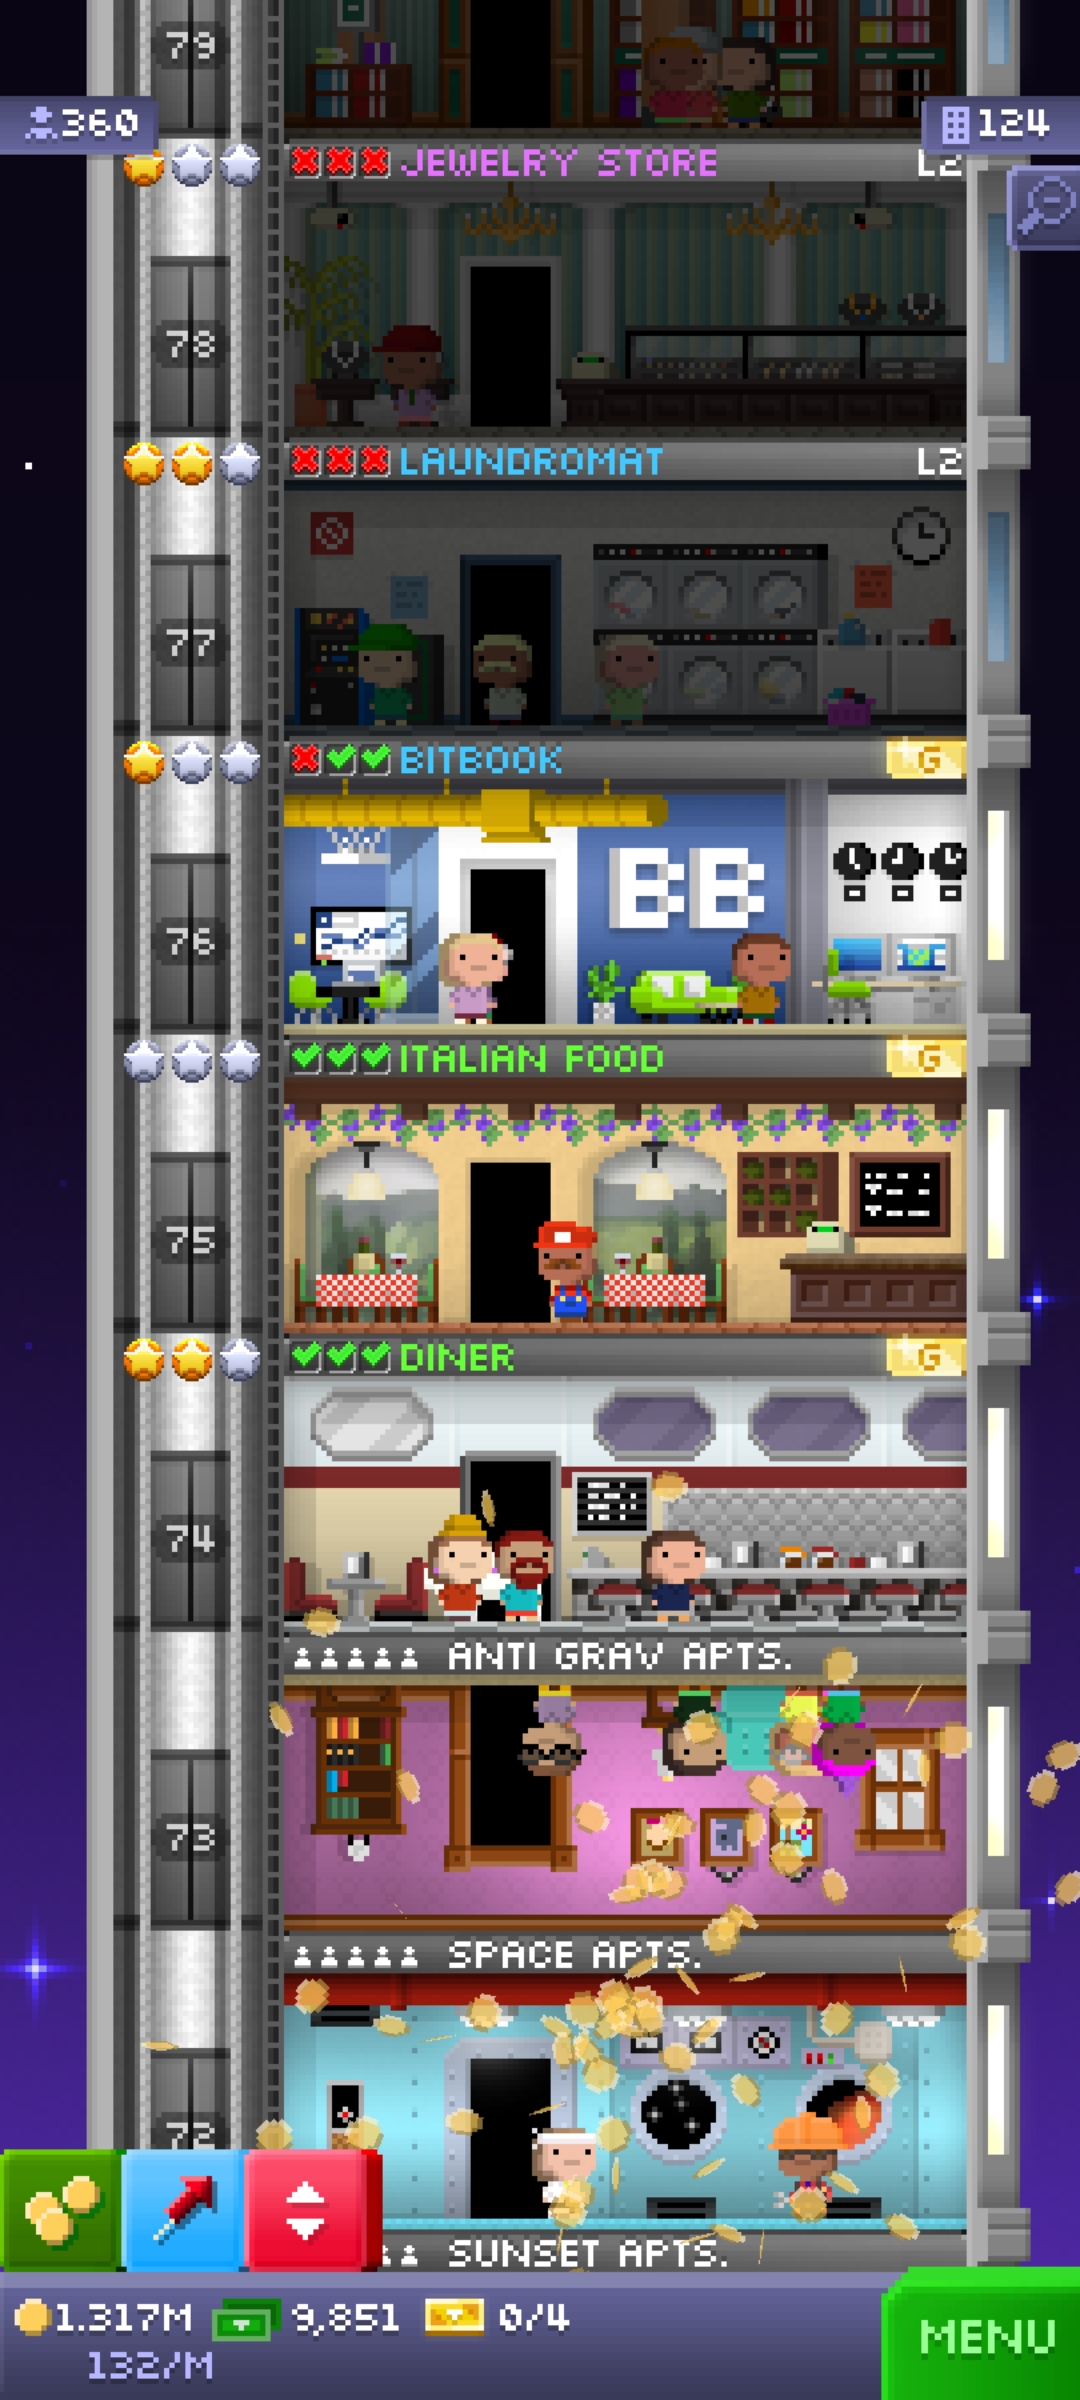 79
360
124
JEWELRY STORE L2
78
LAUNDROMAT L2
77
BITBOOK G
BB
76
ITALIAN FOOD G
75
DINER G
74
ANTI GRAV APTS.
73
SPACE APTS.
72
SUNSET APTS.
1.317M 9,851 0/4
132/M
MENU